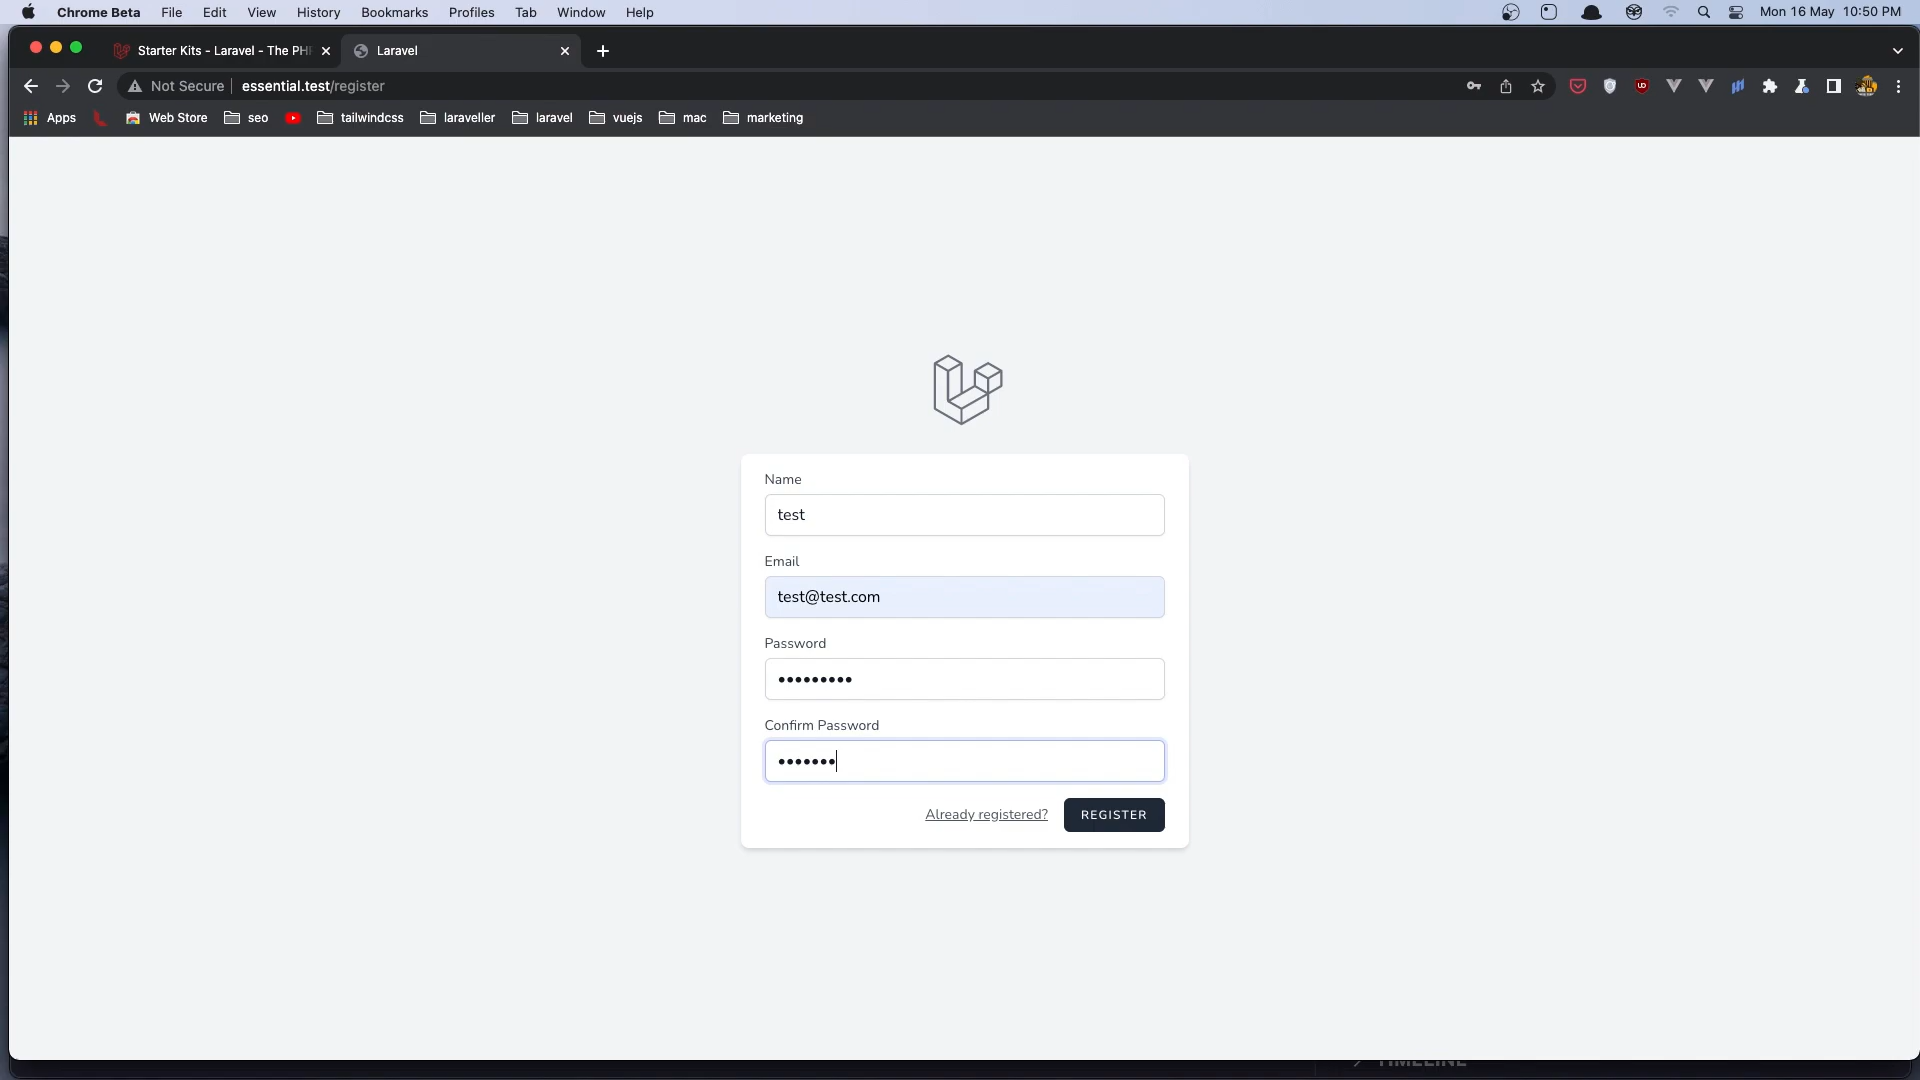 Chrome Beta File Edit View History Bookmarks Profiles Tab Window Help Mon 16 May 10:50 PM
Starter Kits - Laravel - The PH Laravel
Not Secure essential.test/register
Apps Web Store seo tailwindcss laraveller laravel vuejs mac marketing
Name
test
Email
test@test.com
Password
•••••••••
Confirm Password
•••••••
Already registered? REGISTER
TIMELINE